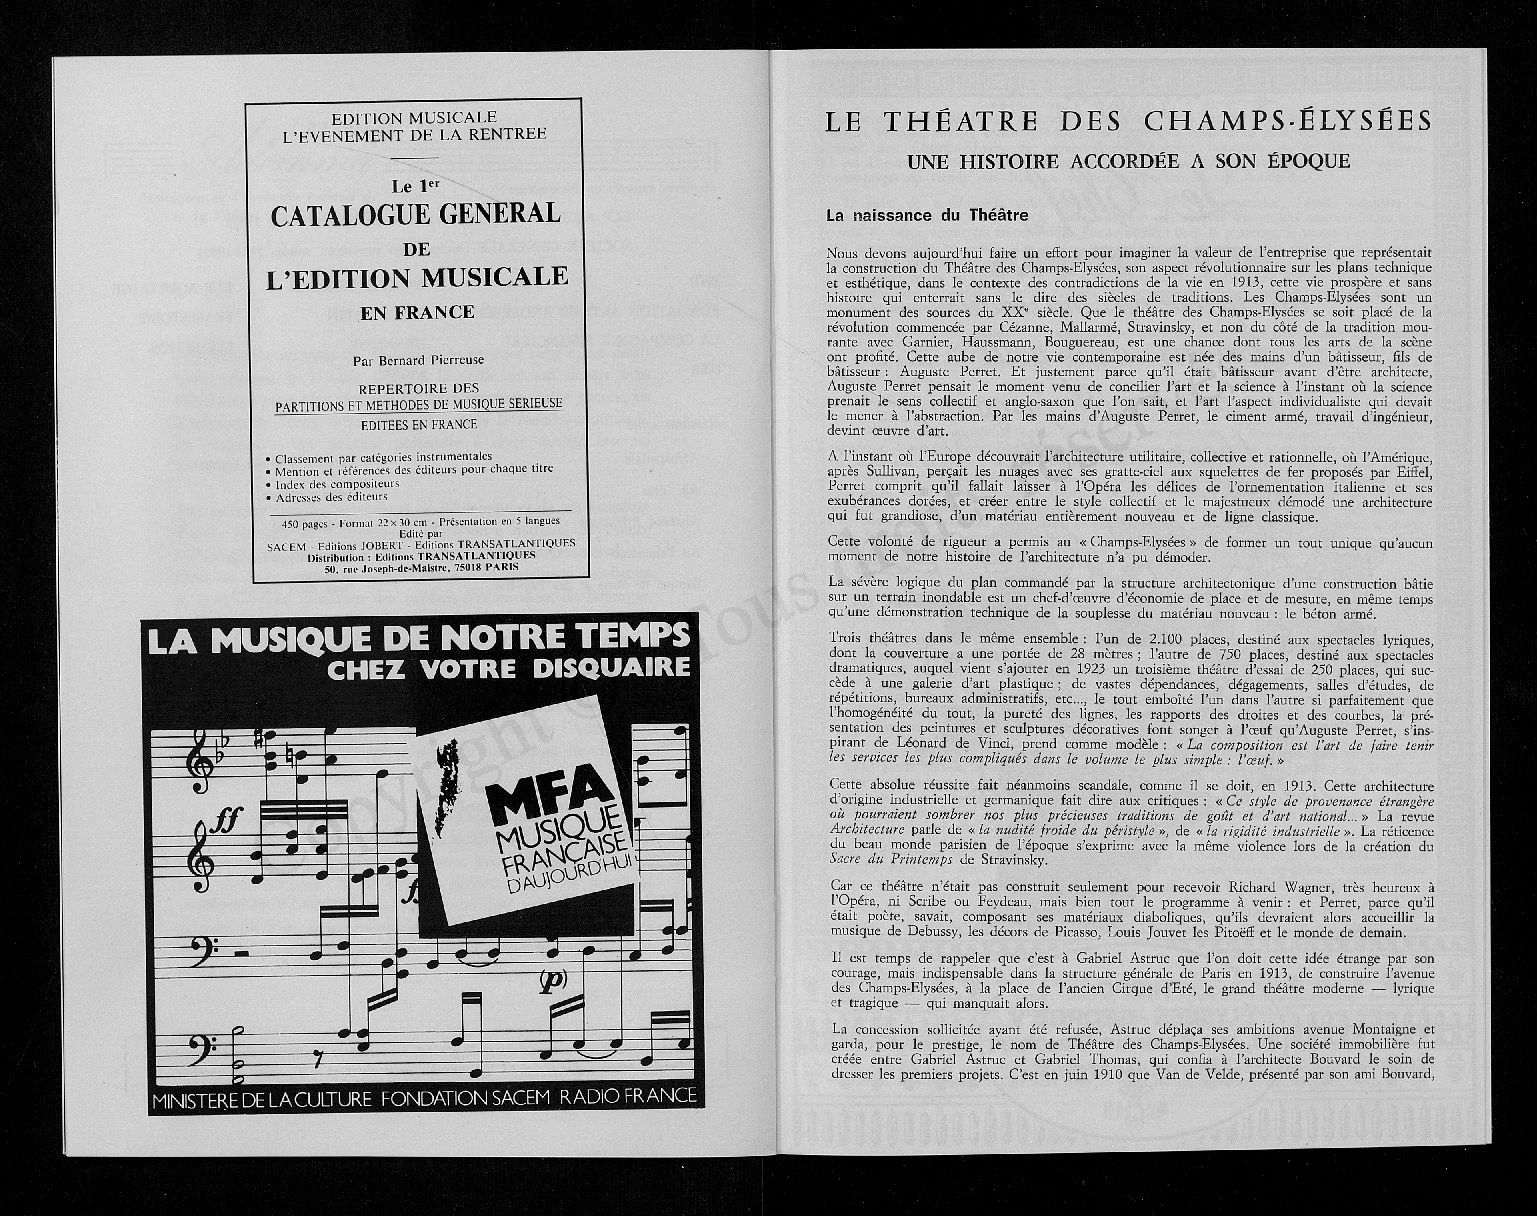 EDITION MUSICALE
L'EVENEMENT DE LA RENTREE
Le 1er
CATALOGUE GENERAL
DE
L'EDITION MUSICALE
EN FRANCE
Par Bernard Pierreuse
REPERTOIRE DES
PARTITIONS ET METHODES DE MUSIQUE SERIEUSE
EDITEES EN FRANCE
• Classement par catégories instrumentales
• Mention et références des éditeurs pour chaque titre
• Index des compositeurs
• Adresses des éditeurs
450 pages - Format 22 × 30 cm - Présentation en 5 langues
Edité par
SACEM - Editions JOBERT - Editions TRANSATLANTIQUES
Distribution : Editions TRANSATLANTIQUES
50, rue Joseph-de-Maistre, 75018 PARIS
LA MUSIQUE DE NOTRE TEMPS
CHEZ VOTRE DISQUAIRE
ff
MFA
MUSIQUE
FRANÇAISE
D'AUJOURD'HUI
(p)
MINISTERE DE LA CULTURE FONDATION SACEM RADIO FRANCE
LE THÉATRE DES CHAMPS-ÉLYSÉES
UNE HISTOIRE ACCORDÉE A SON ÉPOQUE
La naissance du Théâtre
Nous devons aujourd'hui faire un effort pour imaginer la valeur de l'entreprise que représentait
la construction du Théâtre des Champs-Elysées, son aspect révolutionnaire sur les plans technique
et esthétique, dans le contexte des contradictions de la vie en 1913, cette vie prospère et sans
histoire qui enterrait sans le dire des siècles de traditions. Les Champs-Élysées sont un
monument des sources du XXe siècle. Que le théâtre des Champs-Elysées se soit placé de la
révolution commencée par Cézanne, Mallarmé, Stravinsky, et non du côté de la tradition mou-
rante avec Garnier, Haussmann, Bouguereau, est une chance dont tous les arts de la scène
ont profité. Cette aube de notre vie contemporaine est née des mains d'un bâtisseur, fils de
bâtisseur : Auguste Perret. Et justement parce qu'il était bâtisseur avant d'être architecte,
Auguste Perret pensait le moment venu de concilier l'art et la science à l'instant où la science
prenait le sens collectif et anglo-saxon que l'on sait, et l'art l'aspect individualiste qui devait
le mener à l'abstraction. Par les mains d'Auguste Perret, le ciment armé, travail d'ingénieur,
devint œuvre d'art.
A l'instant où l'Europe découvrait l'architecture utilitaire, collective et rationnelle, où l'Amérique,
après Sullivan, perçait les nuages avec ses gratte-ciel aux squelettes de fer proposés par Eiffel,
Perret comprit qu'il fallait laisser à l'Opéra les délices de l'ornementation italienne et ses
exubérances dorées, et créer entre le style collectif et le majestueux démodé une architecture
qui fut grandiose, d'un matériau entièrement nouveau et de ligne classique.
Cette volonté de rigueur a permis au « Champs-Elysées » de former un tout unique qu'aucun
moment de notre histoire de l'architecture n'a pu démoder.
La sévère logique du plan commandé par la structure architectonique d'une construction bâtie
sur un terrain inondable est un chef-d'œuvre d'économie de place et de mesure, en même temps
qu'une démonstration technique de la souplesse du matériau nouveau : le béton armé.
Trois théâtres dans le même ensemble : l'un de 2.100 places, destiné aux spectacles lyriques,
dont la couverture a une portée de 28 mètres ; l'autre de 750 places, destiné aux spectacles
dramatiques, auquel vient s'ajouter en 1923 un troisième théâtre d'essai de 250 places, qui suc-
cède à une galerie d'art plastique ; de vastes dépendances, dégagements, salles d'études, de
répétitions, bureaux administratifs, etc..., le tout emboîté l'un dans l'autre si parfaitement que
l'homogénéité du tout, la pureté des lignes, les rapports des droites et des courbes, la pré-
sentation des peintures et sculptures décoratives font songer à l'œuf qu'Auguste Perret, s'ins-
pirant de Léonard de Vinci, prend comme modèle : « La composition est l'art de faire tenir
les services les plus compliqués dans le volume le plus simple : l'œuf. »
Cette absolue réussite fait néanmoins scandale, comme il se doit, en 1913. Cette architecture
d'origine industrielle et germanique fait dire aux critiques : « Ce style de provenance étrangère
où pourraient sombrer nos plus précieuses traditions de goût et d'art national... » La revue
Architecture parle de « la nudité froide du péristyle », de « la rigidité industrielle ». La réticence
du beau monde parisien de l'époque s'exprime avec la même violence lors de la création du
Sacre du Printemps de Stravinsky.
Car ce théâtre n'était pas construit seulement pour recevoir Richard Wagner, très heureux à
l'Opéra, ni Scribe ou Feydeau, mais bien tout le programme à venir : et Perret, parce qu'il
était poète, savait, composant ses matériaux diaboliques, qu'ils devraient alors accueillir la
musique de Debussy, les décors de Picasso, Louis Jouvet les Pitoëff et le monde de demain.
Il est temps de rappeler que c'est à Gabriel Astruc que l'on doit cette idée étrange par son
courage, mais indispensable dans la structure générale de Paris en 1913, de construire l'avenue
des Champs-Elysées, à la place de l'ancien Cirque d'Eté, le grand théâtre moderne — lyrique
et tragique — qui manquait alors.
La concession sollicitée ayant été refusée, Astruc déplaça ses ambitions avenue Montaigne et
garda, pour le prestige, le nom de Théâtre des Champs-Elysées. Une société immobilière fut
créée entre Gabriel Astruc et Gabriel Thomas, qui confia à l'architecte Bouvard le soin de
dresser les premiers projets. C'est en juin 1910 que Van de Velde, présenté par son ami Bouvard,